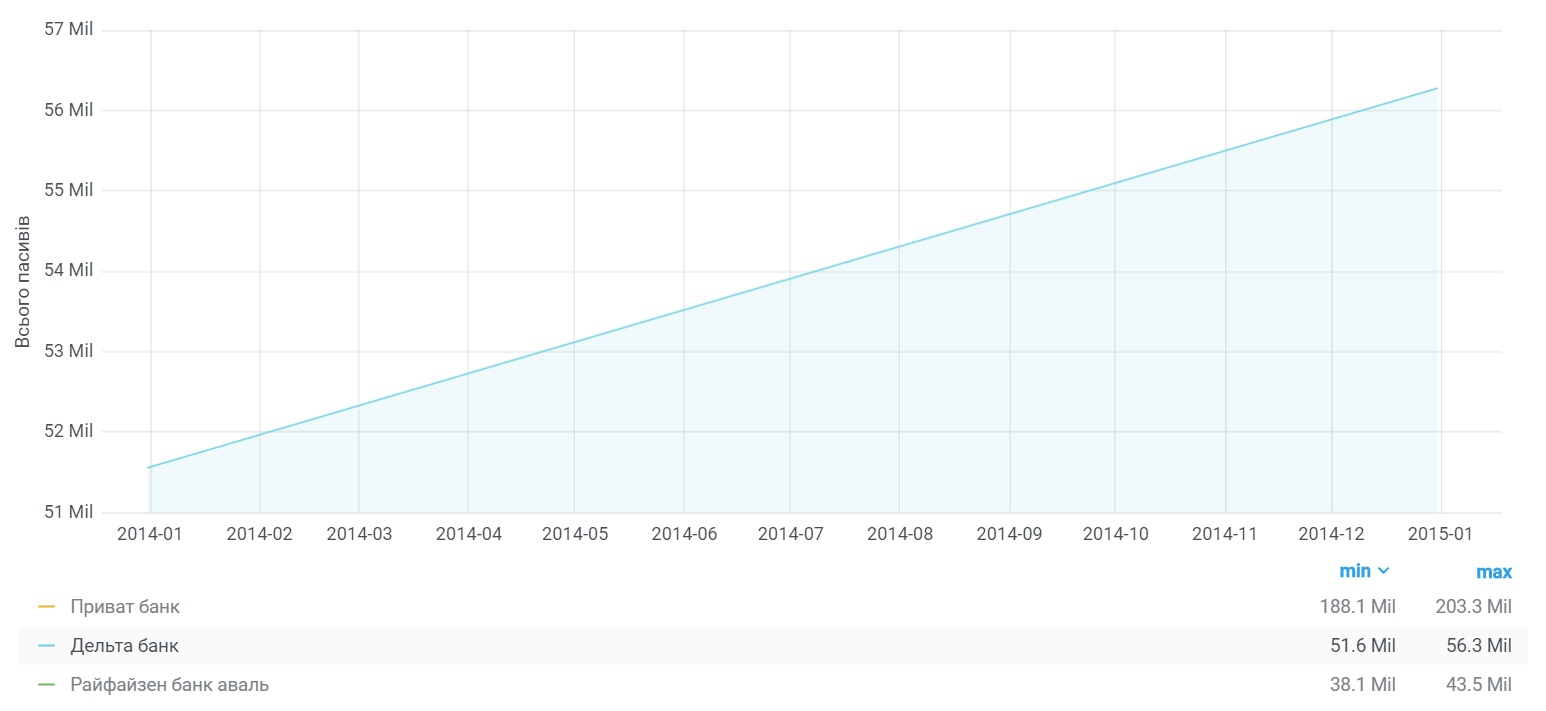 57 Mil
56 Mil
55 Mil
54 Mil
53 Mil
52 Mil
51 Mil
Всього пасивів
2014-01 2014-02 2014-03 2014-04 2014-05 2014-06 2014-07 2014-08 2014-09 2014-10 2014-11 2014-12 2015-01
min max
Приват банк 188.1 Mil 203.3 Mil
Дельта банк 51.6 Mil 56.3 Mil
Райфайзен банк аваль 38.1 Mil 43.5 Mil